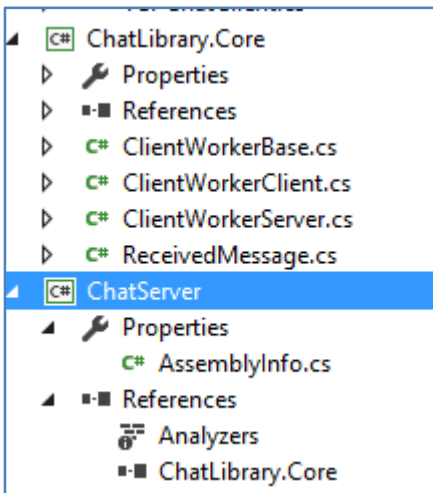 C# ChatLibrary.Core
Properties
References
C# ClientWorkerBase.cs
C# ClientWorkerClient.cs
C# ClientWorkerServer.cs
C# ReceivedMessage.cs
C# ChatServer
Properties
C# AssemblyInfo.cs
References
Analyzers
ChatLibrary.Core